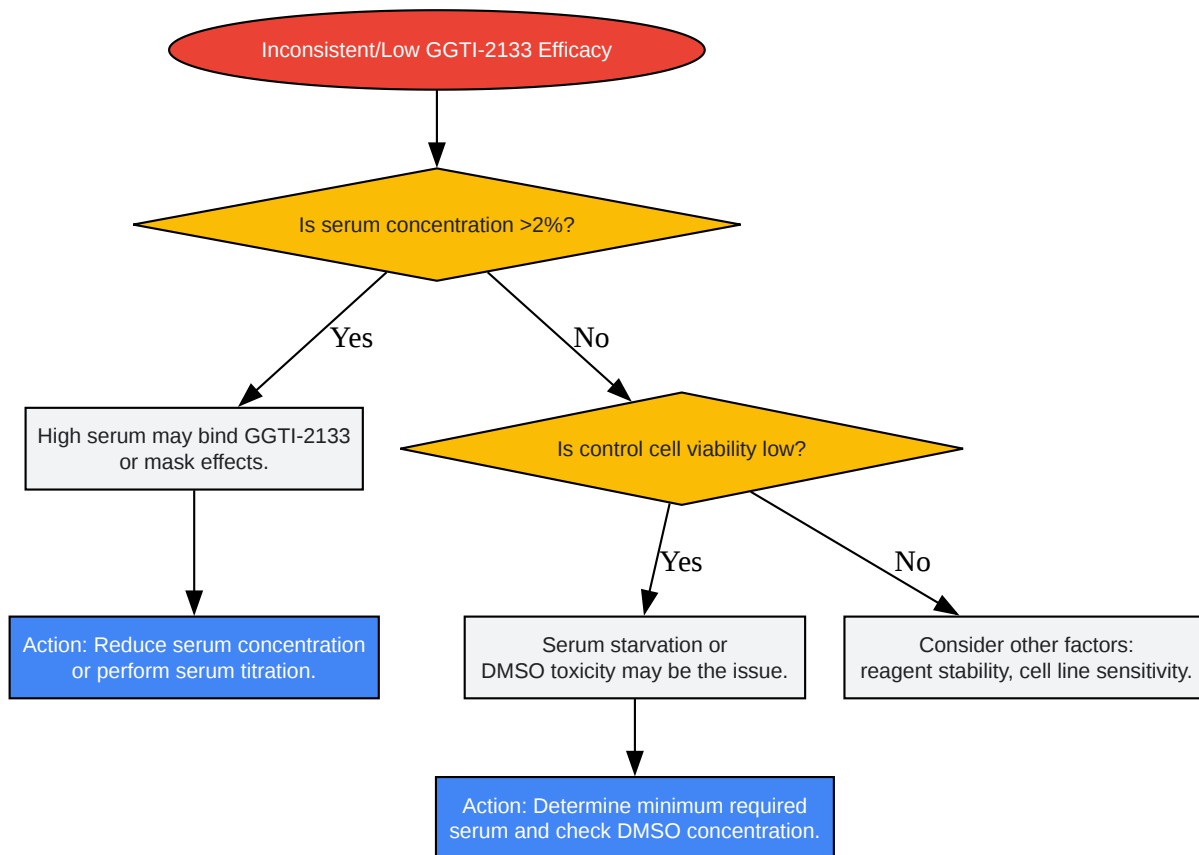 Inconsistent/Low GGTI-2133 Efficacy
Is serum concentration >2%?
Yes
No
High serum may bind GGTI-2133
or mask effects.
Is control cell viability low?
Yes
No
Action: Reduce serum concentration
or perform serum titration.
Serum starvation or
DMSO toxicity may be the issue.
Consider other factors:
reagent stability, cell line sensitivity.
Action: Determine minimum required
serum and check DMSO concentration.